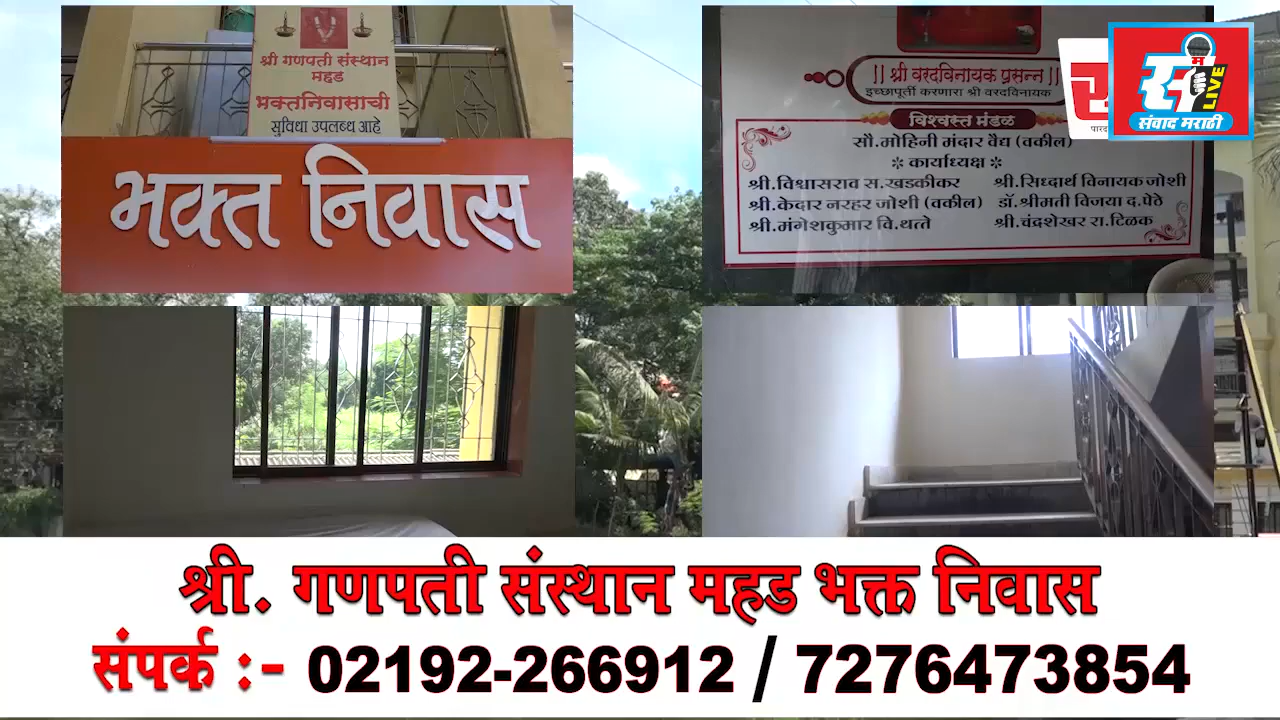 श्री गणपती संस्थान
महड
भक्तनिवासाची
सुविधा उपलब्ध आहे
भक्त निवास
|| श्री वरदविनायक प्रसन्न ||
इच्छापूर्ती करणारा श्री वरदविनायक
विश्वस्त मंडळ
सौ.मोहिनी मंदार वैद्य (वकील)
* कार्याध्यक्ष *
श्री.विश्वासराव स.खडकीकर श्री.सिध्दार्थ विनायक जोशी
श्री.केदार नरहर जोशी (वकील) डॉ.श्रीमती विजया द.पेठे
श्री.मंगेशकुमार वि.थत्ते श्री.चंद्रशेखर रा.टिळक
सं म
LIVE
संवाद मराठी
पारद
श्री. गणपती संस्थान महड भक्त निवास
संपर्क :- 02192-266912 / 7276473854